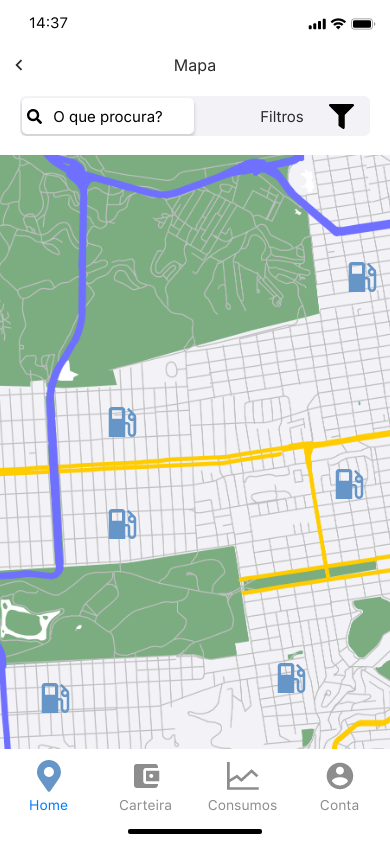 14:37
Mapa
O que procura?
Filtros
Home
Carteira
Consumos
Conta